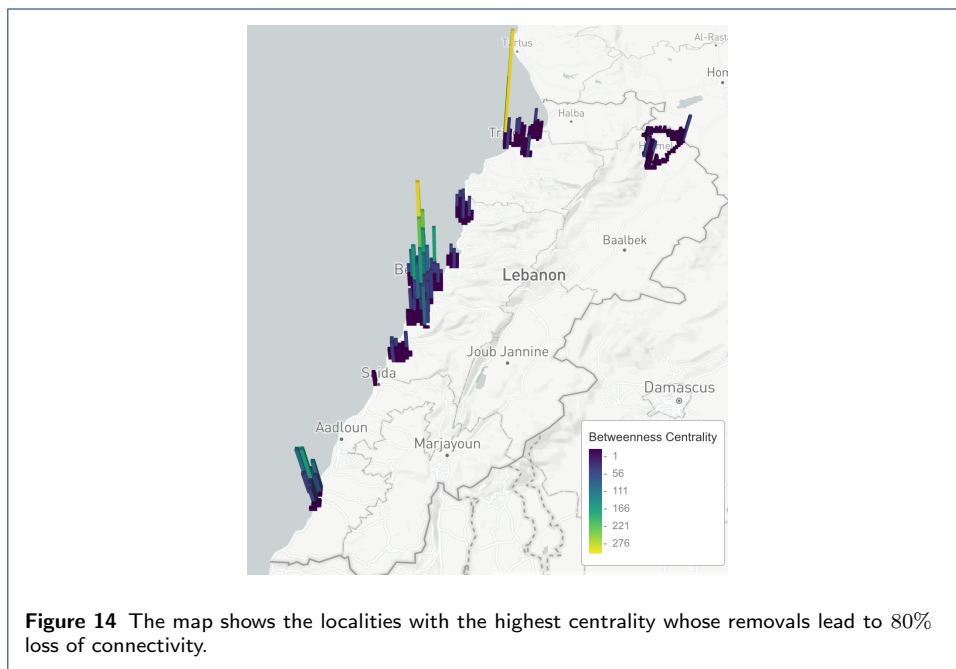 Tartus
Al-Rasta
Hom
Halba
Tri
Baalbek
Be
Lebanon
Joub Jannine
Saida
Damascus
Aadloun
Marjayoun
Betweenness Centrality
- 1
- 56
- 111
- 166
- 221
- 276
Figure 14 The map shows the localities with the highest centrality whose removals lead to 80%
loss of connectivity.